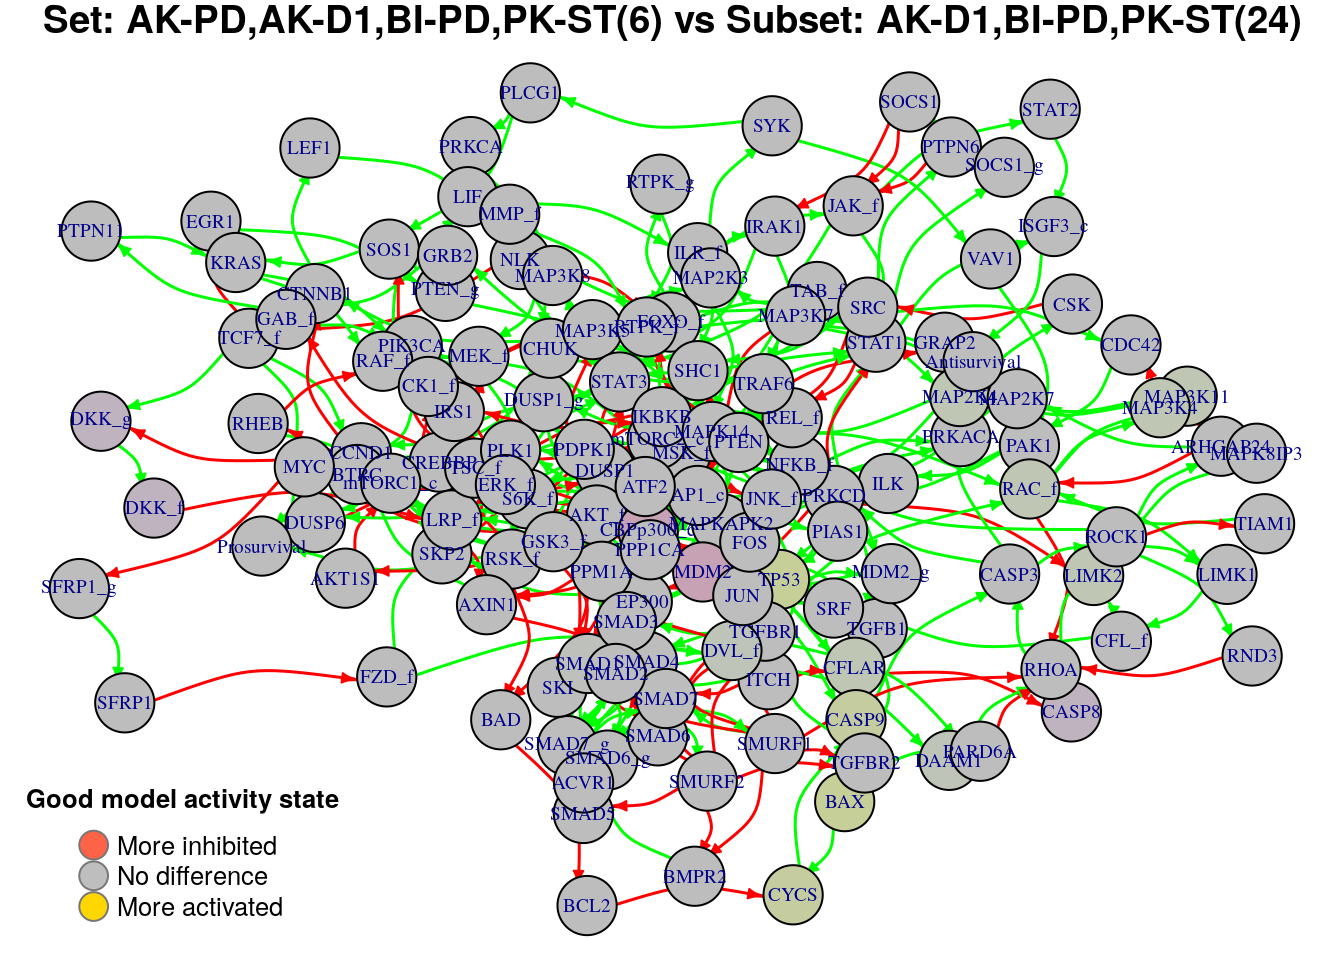 Set: AK-PD,AK-D1,BI-PD,PK-ST(6) vs Subset: AK-D1,BI-PD,PK-ST(24)
PLCG1
SOCS1
STAT2
SYK
PRKCA
LEF1
PTPN6
SOCS1_g
RTPK_g
LIF
MMP_f
JAK_f
EGR1
PTPN11
IRAK1
ISGF3_c
SOS1
GRB2
NLK
ILR_f
KRAS
VAV1
MAP3K8
MAP2K3
PTEN_g
CTNNB1
TAB_f
CSK
SRC
GAB_f
MAP3K7
FOXO_f
RTPK_f
MAP3K5
TCF7_f
PIK3CA
STAT1
GRAP2
CDC42
CHUK
MEK_f
RAF_f
Antisurvival
SHC1
STAT3
TRAF6
CK1_f
MAP2K4
MAP2K7
MAP3K11
DUSP1_g
MAP3K4
IRS1
IKBKB
RELA_f
DKK_g
RHEB
MAPK14
PRKACA
mTORC2_c
PTEN
PAK1
ARHGAP24
MAPK8IP3
CCND1
PLK1
PDPK1
MSK_f
MYC
CREBBP
TSC_f
NFKB_f
BTRC
DUSP1
mTORC1_c
ERK_f
ATF2
ILK
PRKCD
RAC_f
S6K_f
AP1_c
JNK_f
DKK_f
AKT_f
DUSP6
LRP_f
MAPKAPK2
TIAM1
CBPp300_c
PIAS1
ROCK1
Prosurvival
GSK3_f
FOS
PPP1CA
SKP2
RSK_f
PPM1A
MDM2
TP53
MDM2_g
CASP3
LIMK2
LIMK1
AKT1S1
SFRP1_g
JUN
AXIN1
EP300
SRF
SMAD3
TGFBR1
TGFB1
CFL_f
DVL_f
RND3
SMAD1
SMAD4
CFLAR
RHOA
SMAD2
FZD_f
SKI
ITCH
SFRP1
SMAD7
CASP8
BAD
CASP9
SMAD6
SMAD7_g
SMURF1
SMAD6_g
PARD6A
DAAM1
TGFBR2
ACVR1
SMURF2
BAX
SMAD5
BMPR2
CYCS
BCL2
Good model activity state
More inhibited
No difference
More activated